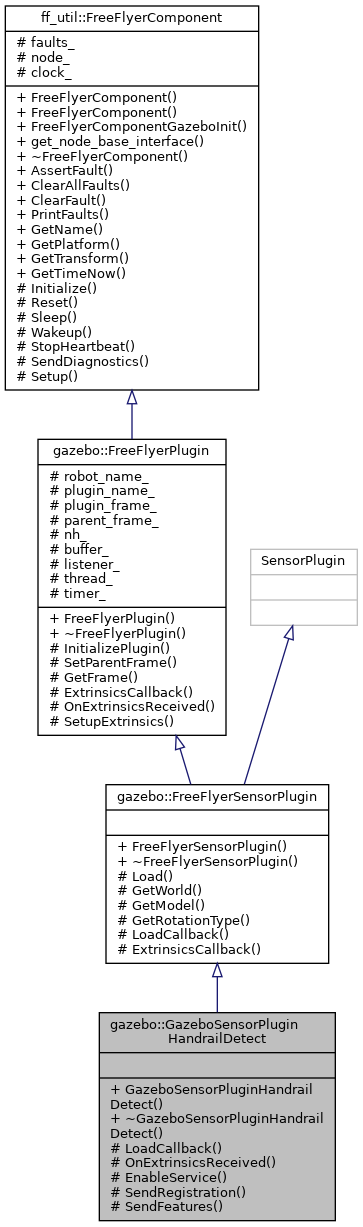 ff_util::FreeFlyerComponent
# faults_
# node_
# clock_
+ FreeFlyerComponent()
+ FreeFlyerComponent()
+ FreeFlyerComponentGazeboInit()
+ get_node_base_interface()
+ ~FreeFlyerComponent()
+ AssertFault()
+ ClearAllFaults()
+ ClearFault()
+ PrintFaults()
+ GetName()
+ GetPlatform()
+ GetTransform()
+ GetTimeNow()
# Initialize()
# Reset()
# Sleep()
# Wakeup()
# StopHeartbeat()
# SendDiagnostics()
# Setup()
gazebo::FreeFlyerPlugin
# robot_name_
# plugin_name_
# plugin_frame_
# parent_frame_
# nh_
# buffer_
# listener_
# thread_
# timer_
+ FreeFlyerPlugin()
+ ~FreeFlyerPlugin()
# InitializePlugin()
# SetParentFrame()
# GetFrame()
# ExtrinsicsCallback()
# OnExtrinsicsReceived()
# SetupExtrinsics()
SensorPlugin
gazebo::FreeFlyerSensorPlugin
+ FreeFlyerSensorPlugin()
+ ~FreeFlyerSensorPlugin()
# Load()
# GetWorld()
# GetModel()
# GetRotationType()
# LoadCallback()
# ExtrinsicsCallback()
gazebo::GazeboSensorPlugin
HandrailDetect
+ GazeboSensorPluginHandrail
Detect()
+ ~GazeboSensorPluginHandrail
Detect()
# LoadCallback()
# OnExtrinsicsReceived()
# EnableService()
# SendRegistration()
# SendFeatures()